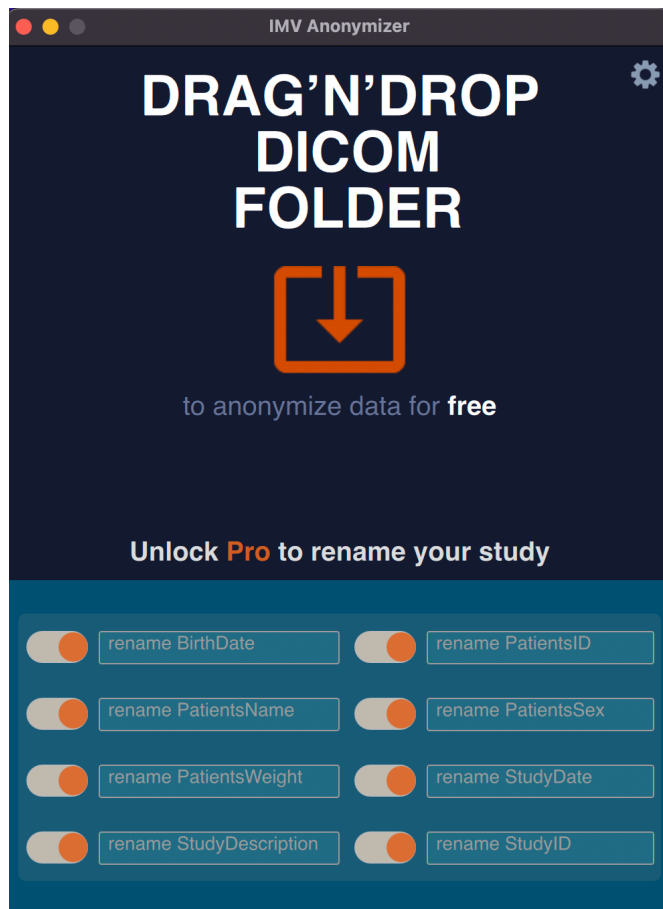 IMV Anonymizer
DRAG’N’DROP
DICOM
FOLDER
to anonymize data for free
Unlock Pro to rename your study
rename BirthDate
rename PatientsID
rename PatientsName
rename PatientsSex
rename PatientsWeight
rename StudyDate
rename StudyDescription
rename StudyID